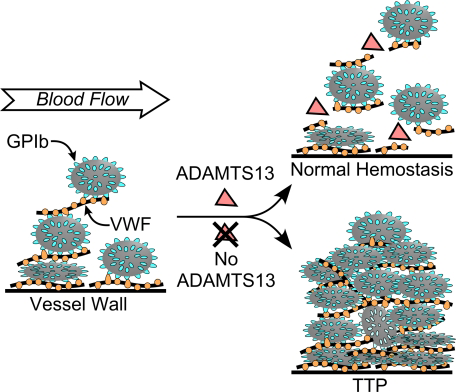 Blood Flow
GPIb
VWF
Vessel Wall
ADAMTS13
No
ADAMTS13
Normal Hemostasis
TTP